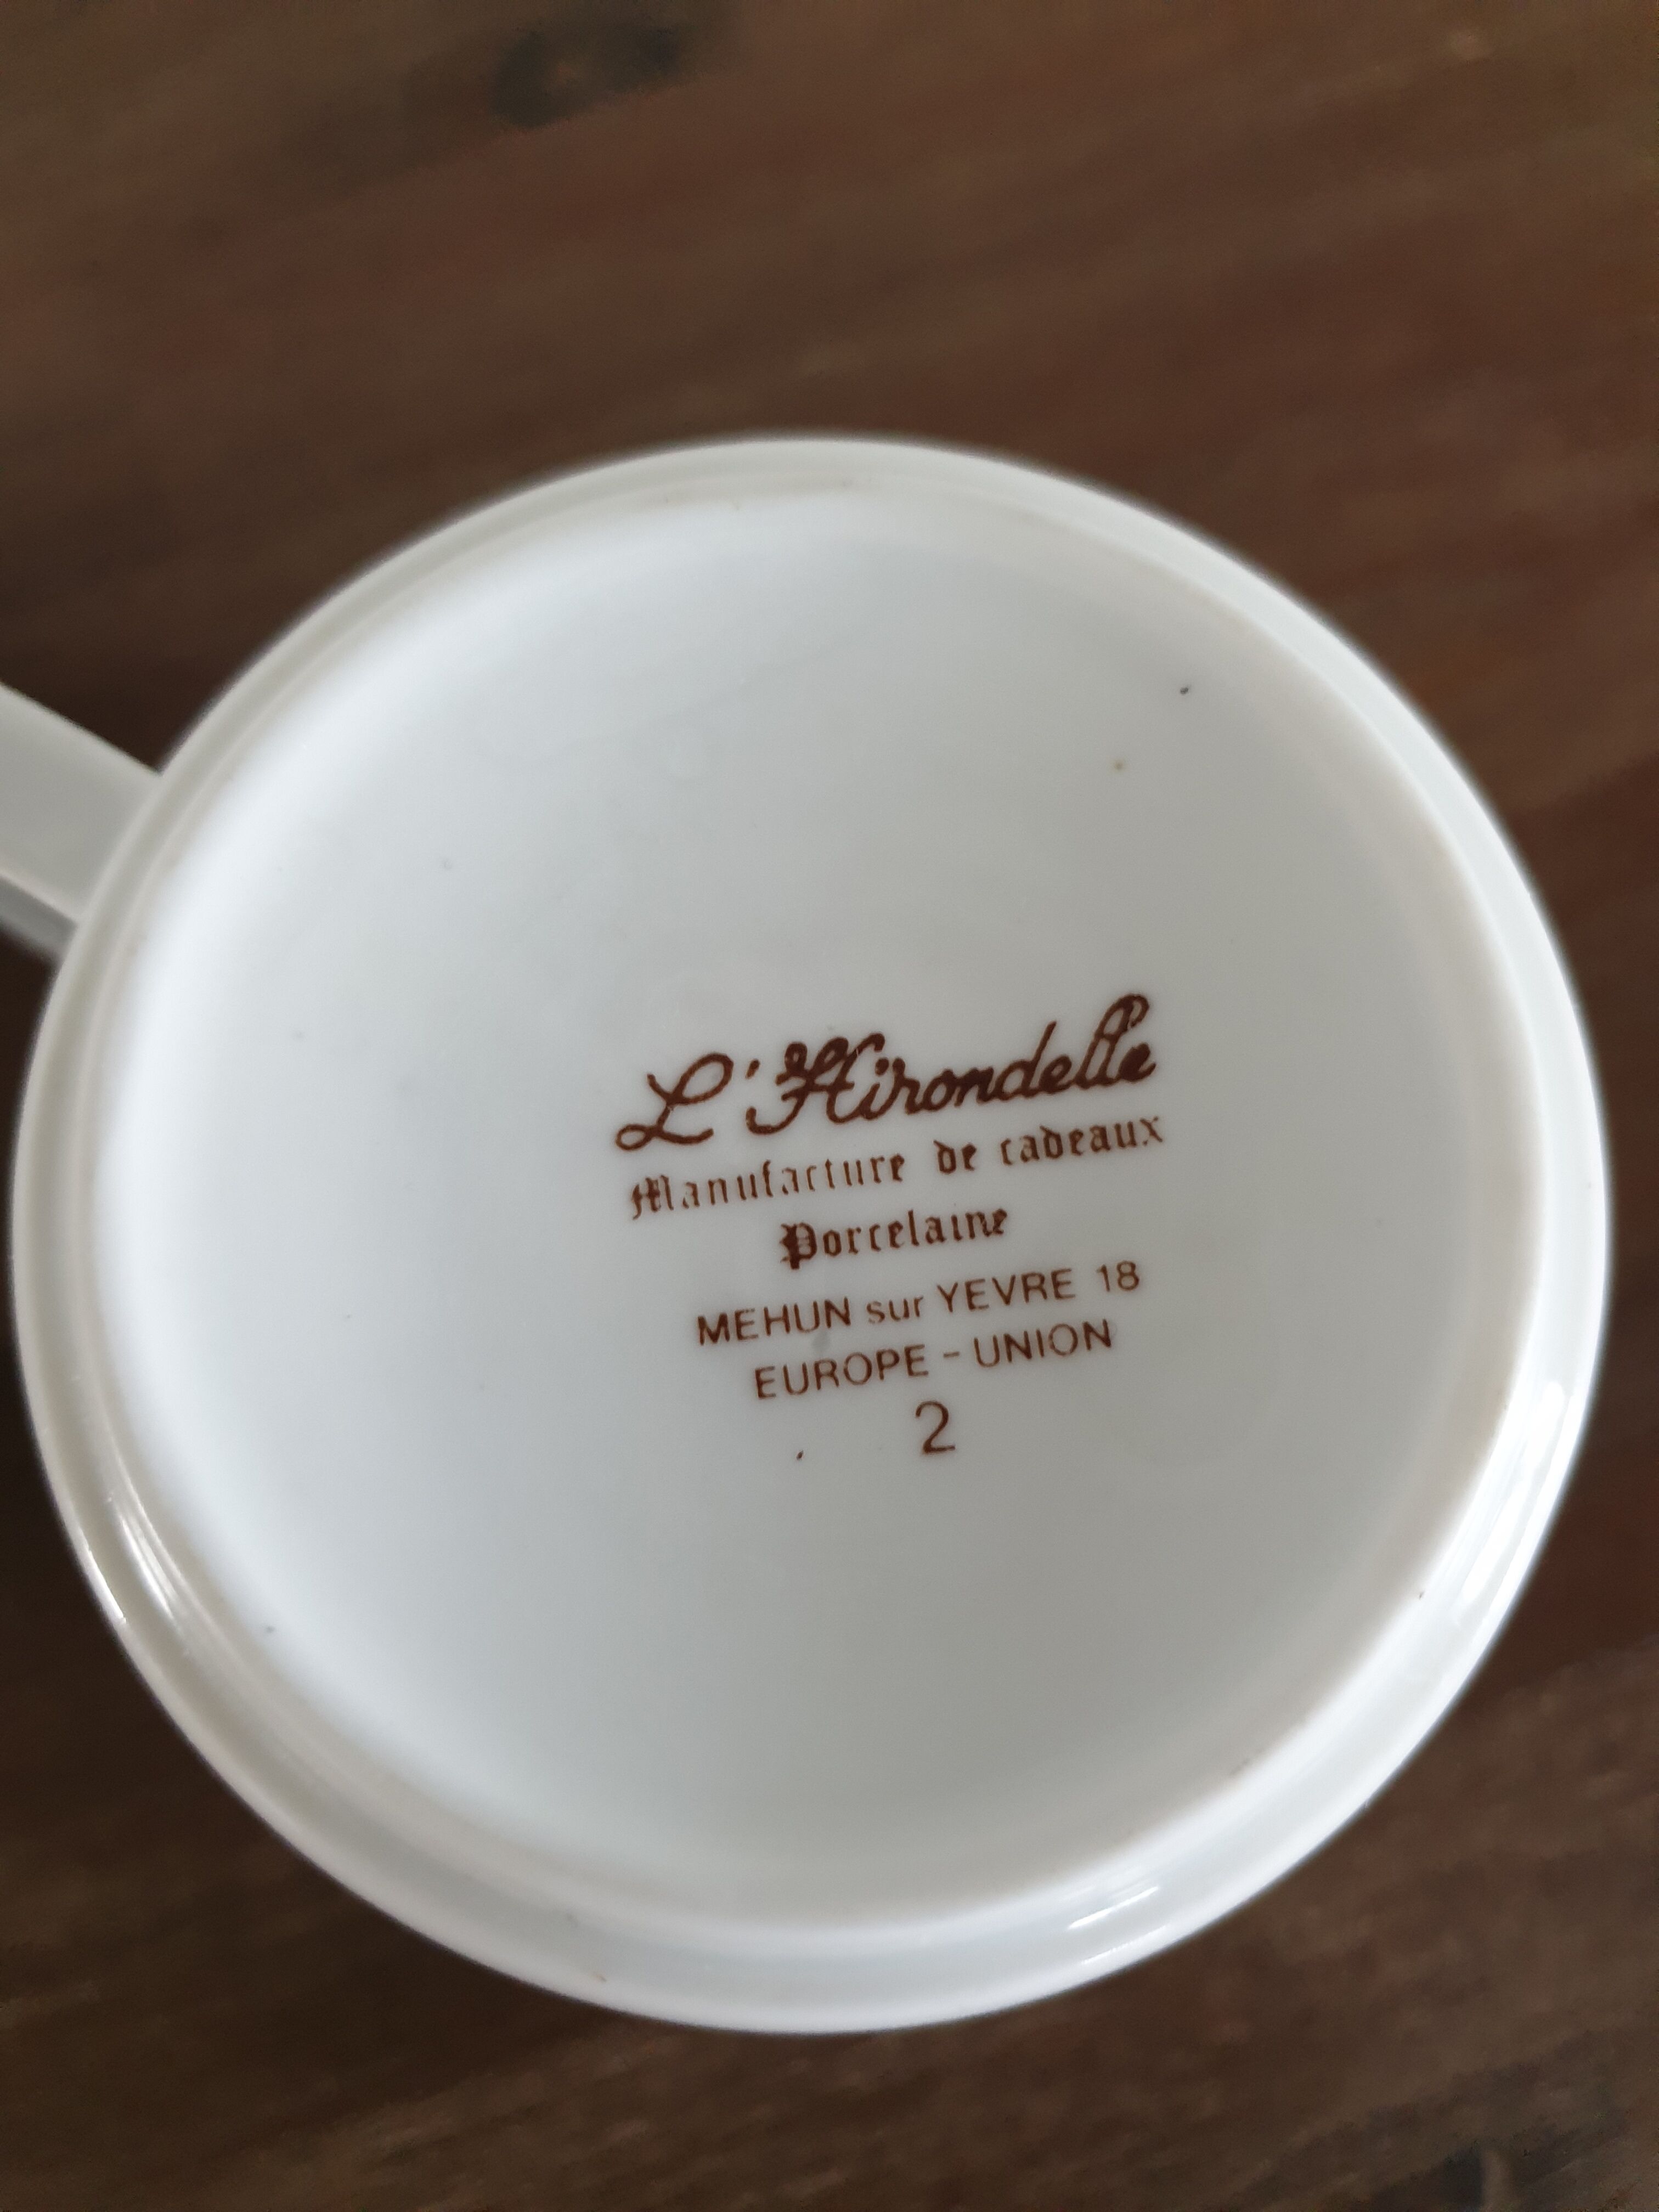 L'Hirondelle
Manufacture de cadeaux
Porcelaine
MEHUN sur YEVRE 18
EUROPE - UNION
2